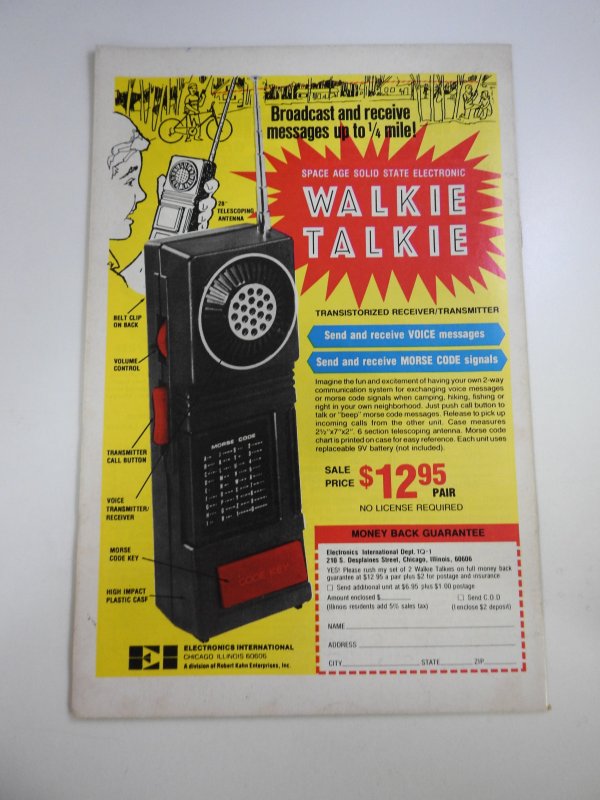 Broadcast and receive
messages up to 1/4 mile!
SPACE AGE SOLID STATE ELECTRONIC
WALKIE
TALKIE
28"
TELESCOPING
ANTENNA
TRANSISTORIZED RECEIVER/TRANSMITTER
BELT CLIP
ON BACK
Send and receive VOICE messages
VOLUME
CONTROL
Send and receive MORSE CODE signals
Imagine the fun and excitement of having your own 2-way
communication system for exchanging voice messages
or morse code signals when camping, hiking, fishing or
right in your own neighborhood. Just push call button to
talk or "beep" morse code messages. Release to pick up
incoming calls from the other unit. Case measures
2½"x7"x2". 6 section telescoping antenna. Morse code
chart is printed on case for easy reference. Each unit uses
replaceable 9V battery (not included).
MORSE CODE
TRANSMITTER
CALL BUTTON
SALE
PRICE $12.95
PAIR
NO LICENSE REQUIRED
VOICE
TRANSMITTER/
RECEIVER
MORSE
CODE KEY
CODE KEY
HIGH IMPACT
PLASTIC CASE
MONEY BACK GUARANTEE
Electronics International Dept. TQ-1
210 S. Desplaines Street, Chicago, Illinois, 60606
YES! Please rush my set of 2 Walkie Talkies on full money back
guarantee at $12.95 a pair plus $2 for postage and insurance.
Send additional unit at $6.95 plus $1.00 postage
Amount enclosed $ Send C.O.D
(Illinois residents add 5% sales tax) (I enclose $2 deposit)
NAME
ADDRESS
CITY STATE ZIP
EI
ELECTRONICS INTERNATIONAL
CHICAGO ILLINOIS 60606
A division of Robert Kahn Enterprises, Inc.